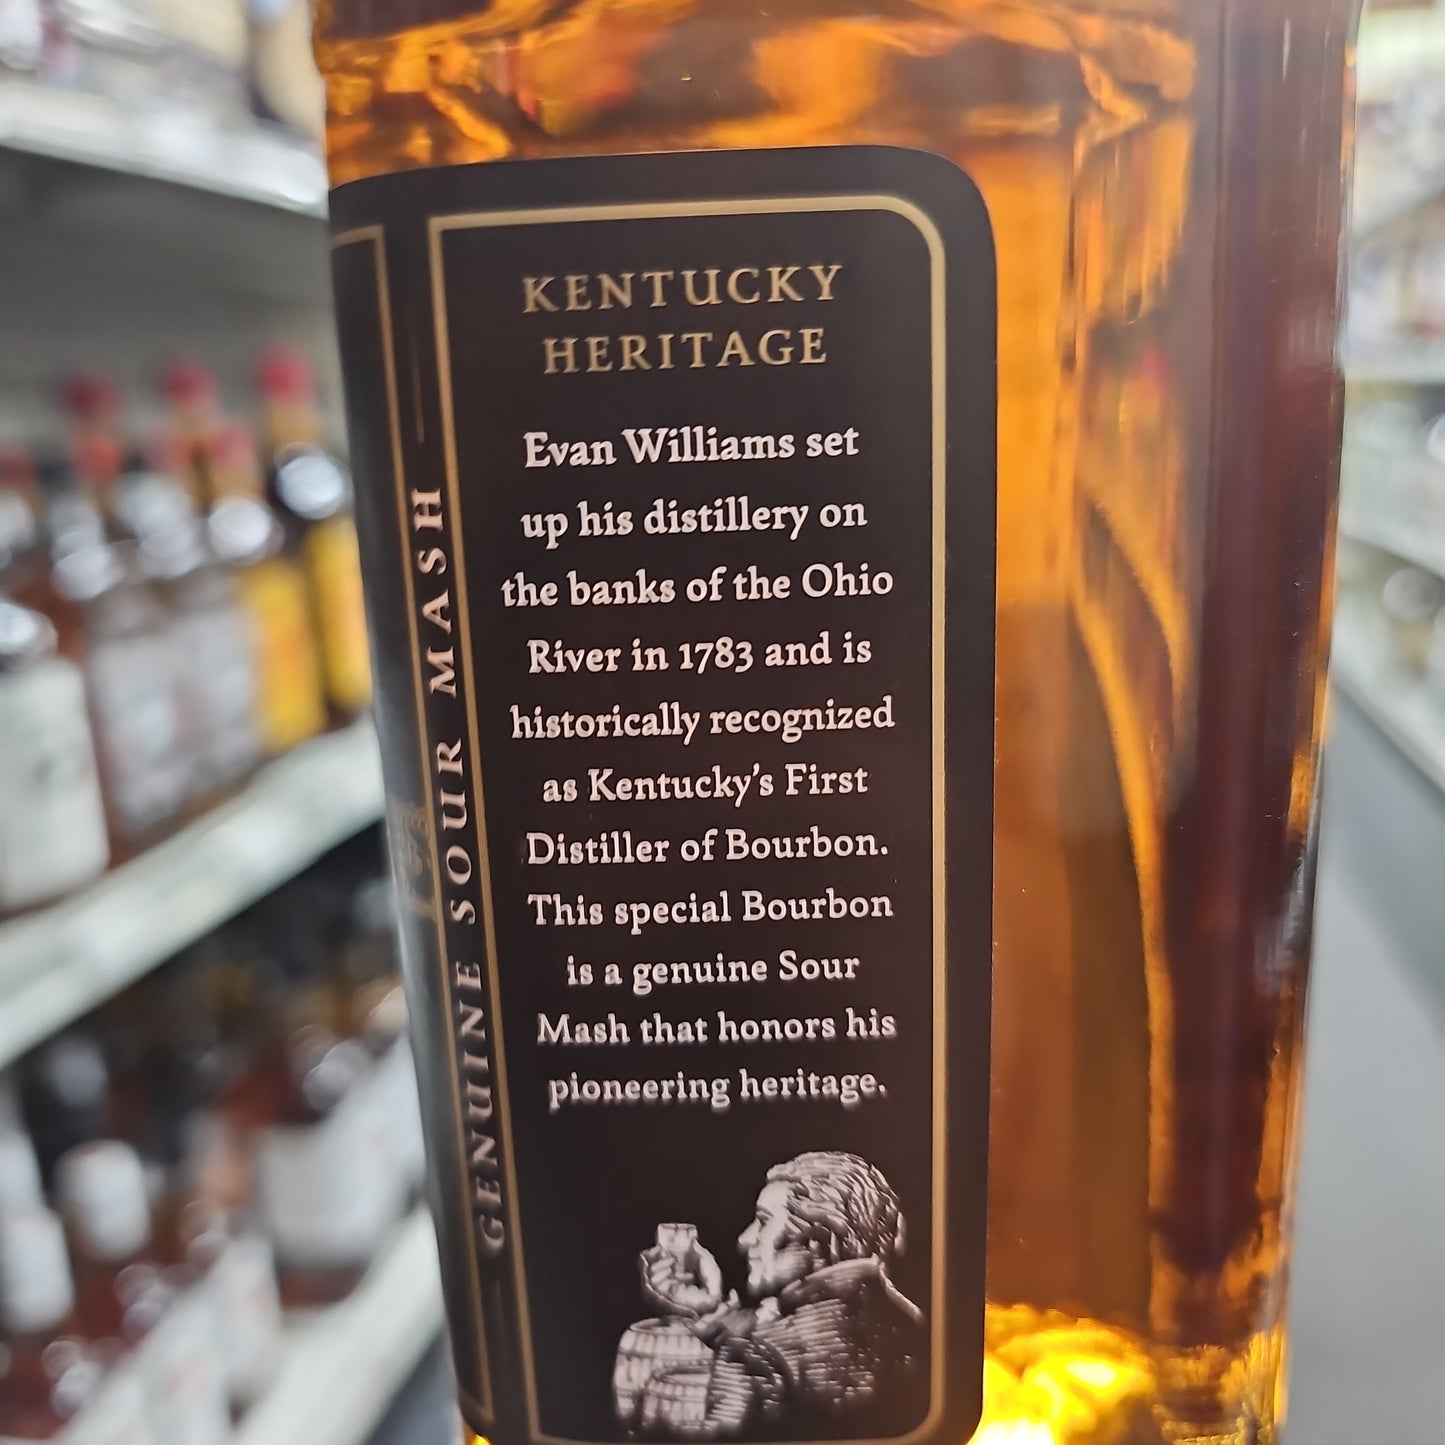 KENTUCKY
HERITAGE
Evan Williams set
up his distillery on
the banks of the Ohio
River in 1783 and is
historically recognized
as Kentucky's First
Distiller of Bourbon.
This special Bourbon
is a genuine Sour
Mash that honors his
pioneering heritage.
GENUINE SOUR MASH